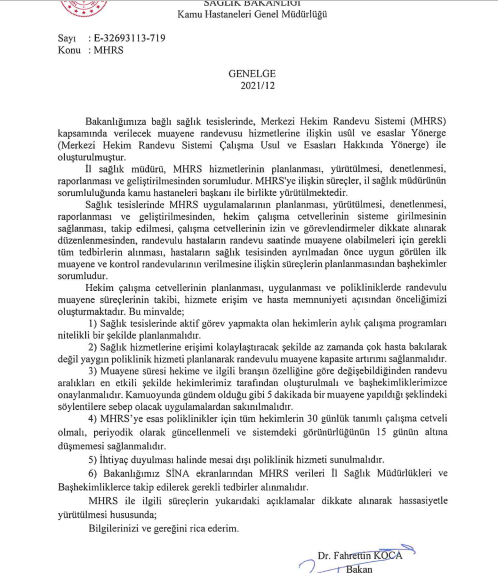 SAĞLIK BAKANLIĞI
Kamu Hastaneleri Genel Müdürlüğü
Sayı : E-32693113-719
Konu : MHRS
GENELGE
2021/12
Bakanlığımıza bağlı sağlık tesislerinde, Merkezi Hekim Randevu Sistemi (MHRS)
kapsamında verilecek muayene randevusu hizmetlerine ilişkin usûl ve esaslar Yönerge
(Merkezi Hekim Randevu Sistemi Çalışma Usul ve Esasları Hakkında Yönerge) ile
oluşturulmuştur.
İl sağlık müdürü, MHRS hizmetlerinin planlanması, yürütülmesi, denetlenmesi,
raporlanması ve geliştirilmesinden sorumludur. MHRS'ye ilişkin süreçler, il sağlık müdürünün
sorumluluğunda kamu hastaneleri başkanı ile birlikte yürütülmektedir.
Sağlık tesislerinde MHRS uygulamalarının planlanması, yürütülmesi, denetlenmesi,
raporlanması ve geliştirilmesinden, hekim çalışma cetvellerinin sisteme girilmesinin
sağlanması, takip edilmesi, çalışma cetvellerinin izin ve görevlendirmeler dikkate alınarak
düzenlenmesinden, randevulu hastaların randevu saatinde muayene olabilmeleri için gerekli
tüm tedbirlerin alınması, hastaların sağlık tesisinden ayrılmadan önce uygun görülen ilk
muayene ve kontrol randevularının verilmesine ilişkin süreçlerin planlanmasından başhekimler
sorumludur.
Hekim çalışma cetvellerinin planlanması, uygulanması ve polikliniklerde randevulu
muayene süreçlerinin takibi, hizmete erişim ve hasta memnuniyeti açısından önceliğimizi
oluşturmaktadır. Bu minvalde;
1) Sağlık tesislerinde aktif görev yapmakta olan hekimlerin aylık çalışma programları
nitelikli bir şekilde planlanmalıdır.
2) Sağlık hizmetlerine erişimi kolaylaştıracak şekilde az zamanda çok hasta bakılarak
değil yaygın poliklinik hizmeti planlanarak randevulu muayene kapasite artırımı sağlanmalıdır.
3) Muayene süresi hekime ve ilgili branşın özelliğine göre değişebildiğinden randevu
aralıkları en etkili şekilde hekimlerimiz tarafından oluşturulmalı ve başhekimliklerimizce
onaylanmalıdır. Kamuoyunda gündem olduğu gibi 5 dakikada bir muayene yapıldığı şeklindeki
söylentilere sebep olacak uygulamalardan sakınılmalıdır.
4) MHRS'ye esas poliklinikler için tüm hekimlerin 30 günlük tanımlı çalışma cetveli
olmalı, periyodik olarak güncellenmeli ve sistemdeki görünürlüğünün 15 günün altına
düşmemesi sağlanmalıdır.
5) İhtiyaç duyulması halinde mesai dışı poliklinik hizmeti sunulmalıdır.
6) Bakanlığımız SİNA ekranlarından MHRS verileri İl Sağlık Müdürlükleri ve
Başhekimliklerce takip edilerek gerekli tedbirler alınmalıdır.
MHRS ile ilgili süreçlerin yukarıdaki açıklamalar dikkate alınarak hassasiyetle
yürütülmesi hususunda;
Bilgilerinizi ve gereğini rica ederim.
Dr. Fahrettin KOCA
Bakan